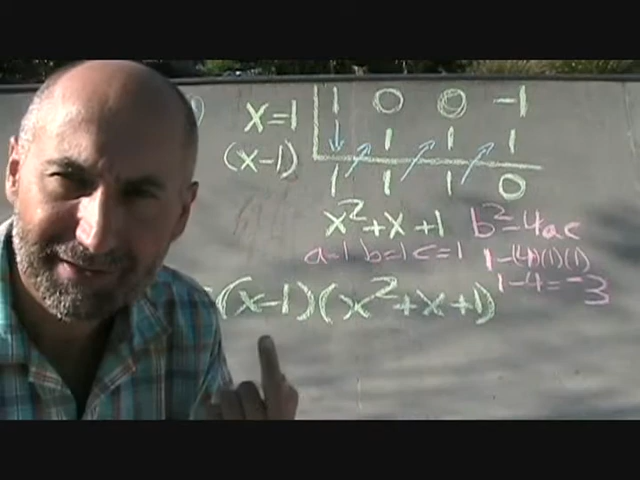 ) x=1 1 0 0 -1
(x-1) 1 1 1
1 1 1 0
x²+x+1 b²-4ac
a=1 b=1 c=1 1-(4)(1)(1)
1-4=-3
(x-1)(x²+x+1)